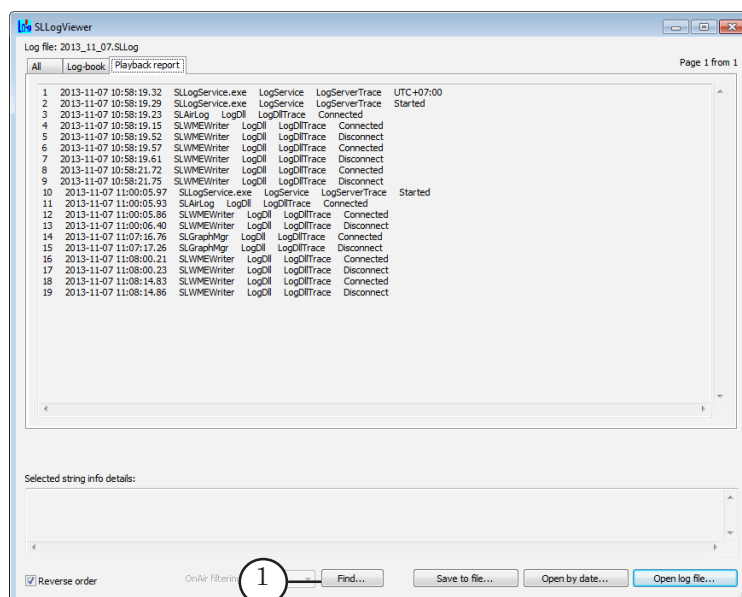 SLLogViewer
Log file: 2013_11_07.SLLog
All Log-book Playback report Page 1 from 1
1 2013-11-07 10:58:19.32 SLLogService.exe LogService LogServerTrace UTC+07:00
2 2013-11-07 10:58:19.29 SLLogService.exe LogService LogServerTrace Started
3 2013-11-07 10:58:19.23 SLAirLog LogDll LogDllTrace Connected
4 2013-11-07 10:58:19.15 SLWMEWriter LogDll LogDllTrace Connected
5 2013-11-07 10:58:19.52 SLWMEWriter LogDll LogDllTrace Disconnect
6 2013-11-07 10:58:19.57 SLWMEWriter LogDll LogDllTrace Connected
7 2013-11-07 10:58:19.61 SLWMEWriter LogDll LogDllTrace Disconnect
8 2013-11-07 10:58:21.72 SLWMEWriter LogDll LogDllTrace Connected
9 2013-11-07 10:58:21.75 SLWMEWriter LogDll LogDllTrace Disconnect
10 2013-11-07 11:00:05.97 SLLogService.exe LogService LogServerTrace Started
11 2013-11-07 11:00:05.93 SLAirLog LogDll LogDllTrace Connected
12 2013-11-07 11:00:05.86 SLWMEWriter LogDll LogDllTrace Connected
13 2013-11-07 11:00:06.40 SLWMEWriter LogDll LogDllTrace Disconnect
14 2013-11-07 11:07:16.76 SLGraphMgr LogDll LogDllTrace Connected
15 2013-11-07 11:07:17.26 SLGraphMgr LogDll LogDllTrace Disconnect
16 2013-11-07 11:08:00.21 SLWMEWriter LogDll LogDllTrace Connected
17 2013-11-07 11:08:00.23 SLWMEWriter LogDll LogDllTrace Disconnect
18 2013-11-07 11:08:14.83 SLWMEWriter LogDll LogDllTrace Connected
19 2013-11-07 11:08:14.86 SLWMEWriter LogDll LogDllTrace Disconnect
Selected string info details:
Reverse order OnAir filtering 1 Find... Save to file... Open by date... Open log file...